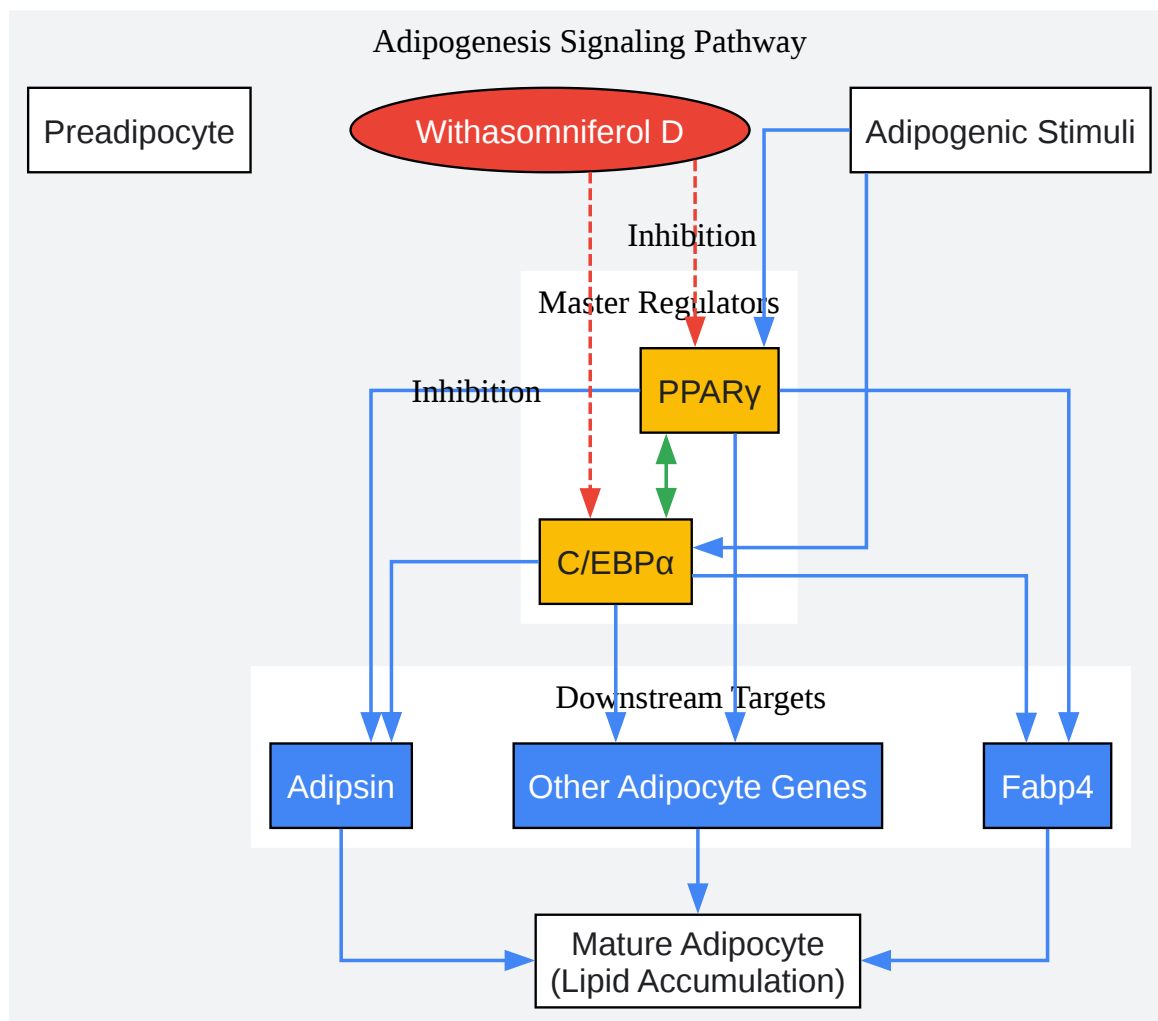 Adipogenesis Signaling Pathway
Preadipocyte
Withasomniferol D
Adipogenic Stimuli
Inhibition
Master Regulators
Inhibition
PPARγ
C/EBPα
Downstream Targets
Adipsin
Other Adipocyte Genes
Fabp4
Mature Adipocyte
(Lipid Accumulation)